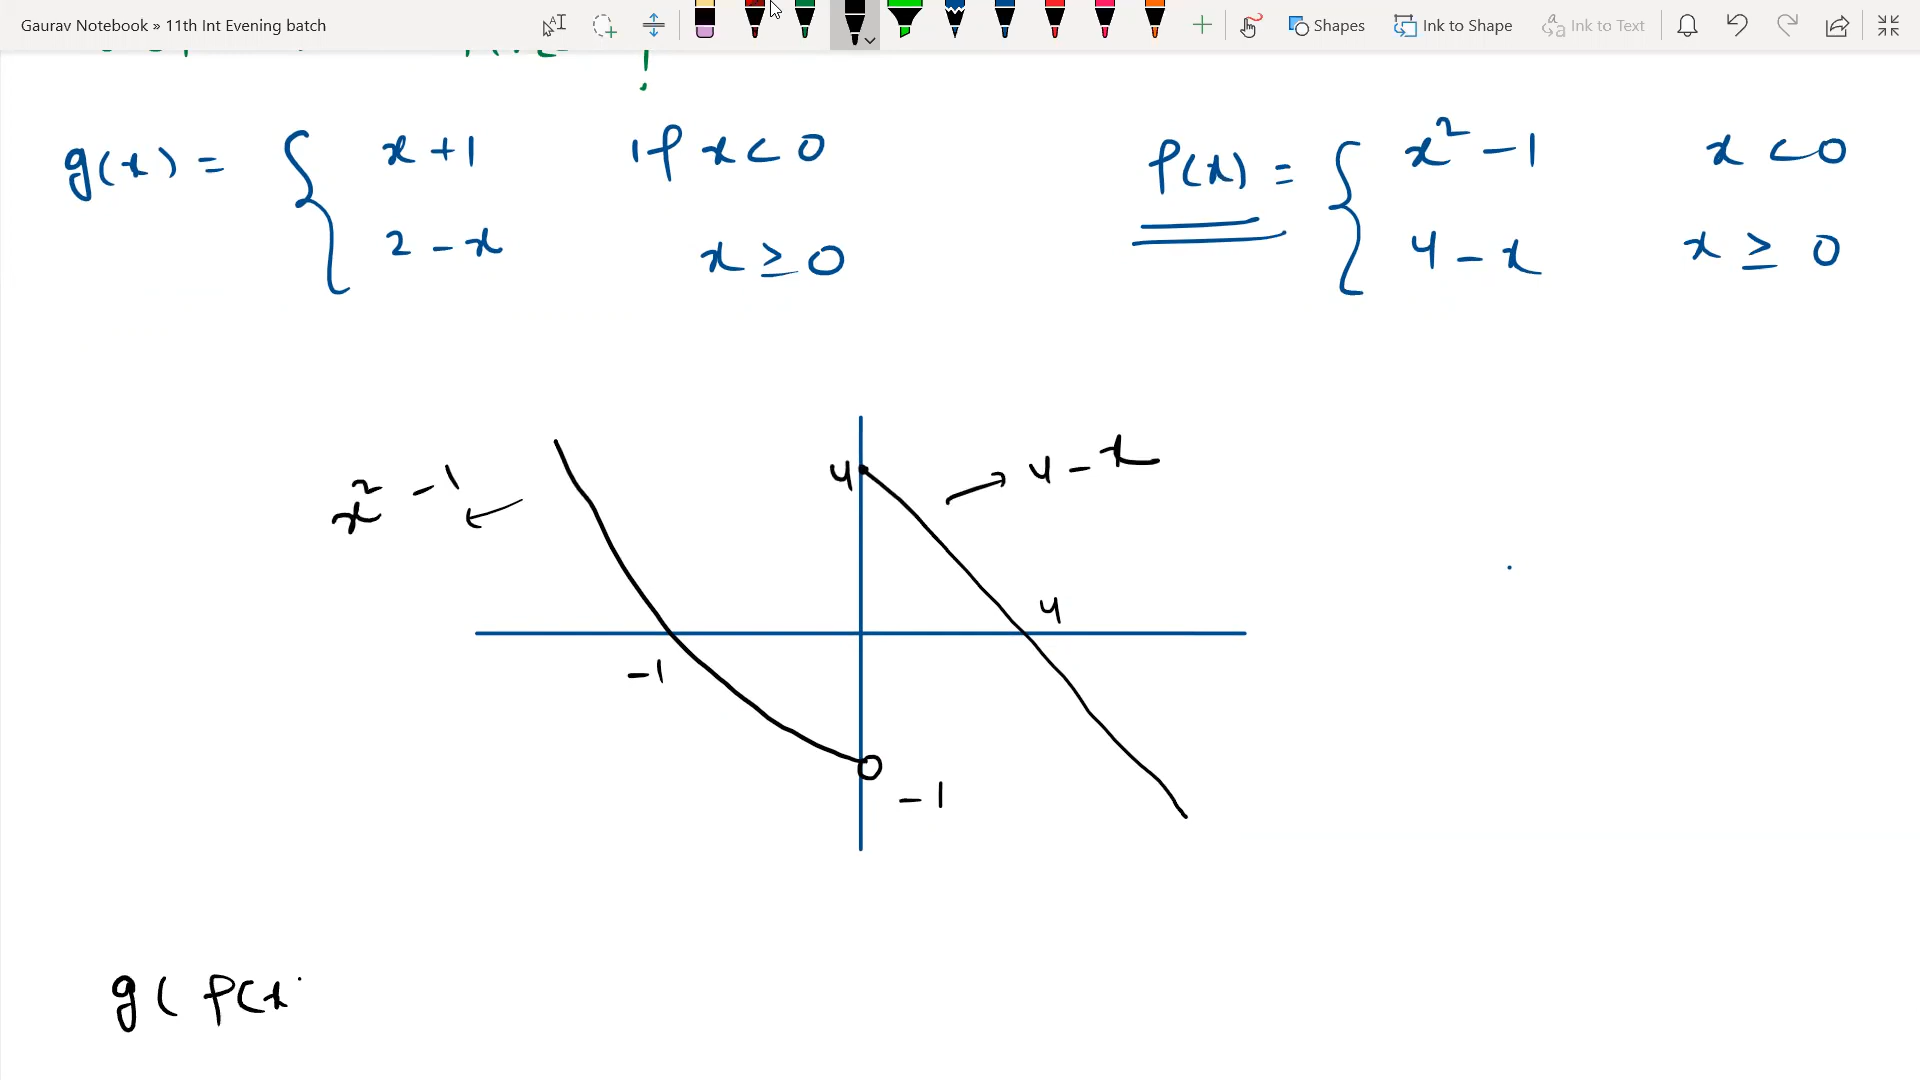 Gaurav Notebook » 11th Int Evening batch
Shapes Ink to Shape Ink to Text
g(x) = { x+1 if x<0
2-x x ≥ 0
f(x) = { x² -1 x <0
4-x x ≥ 0
x² -1
4
4-x
4
-1
-1
g( f(x